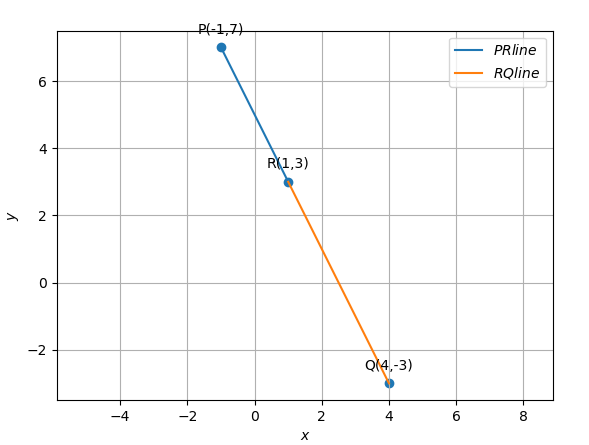 P(-1,7)
PRline
RQline
6
4
R(1,3)
2
y
0
−2
Q(4,-3)
−4 −2 0 2 4 6 8
x